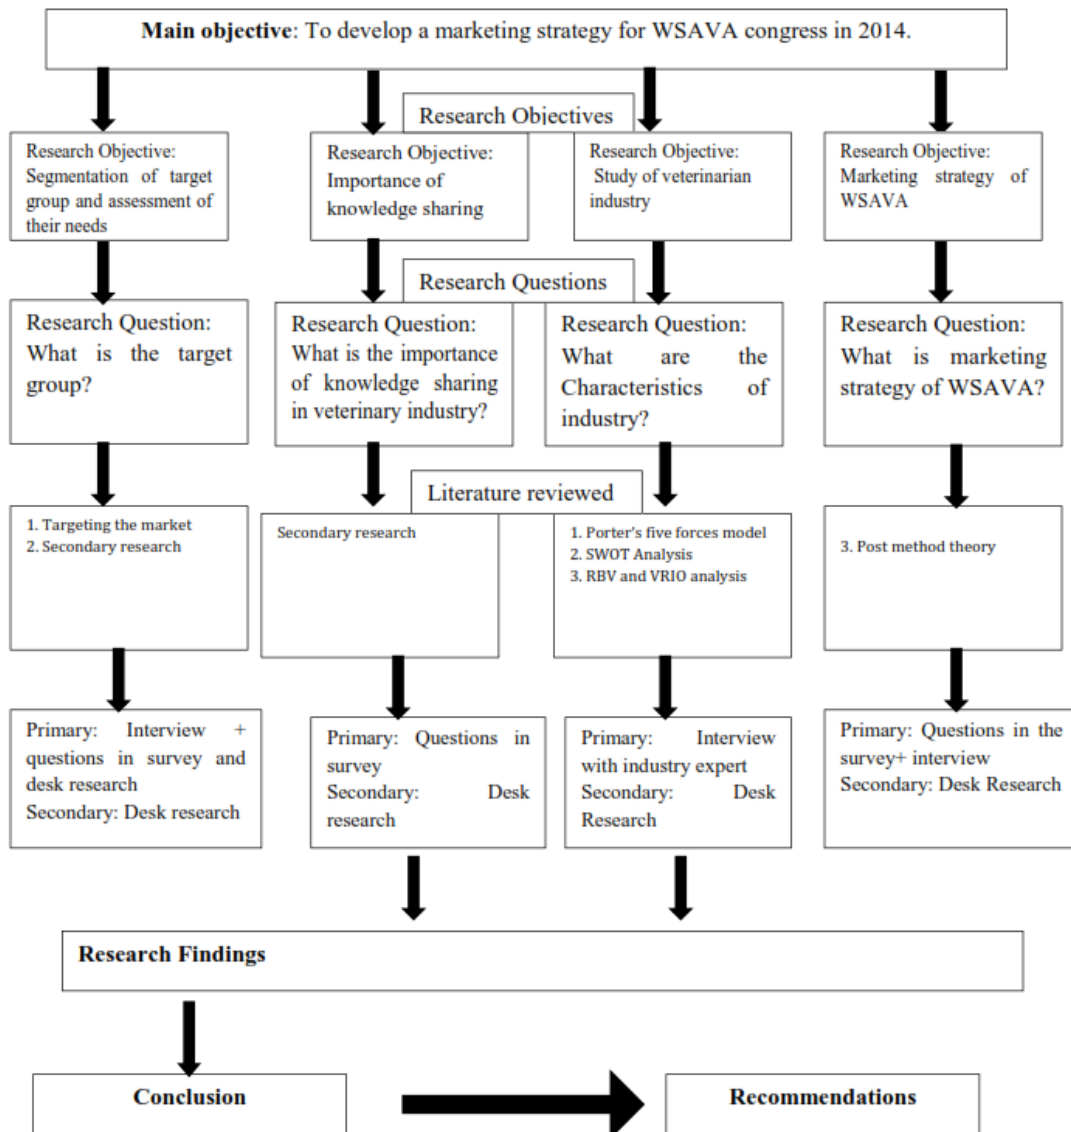 Main objective: To develop a marketing strategy for WSAVA congress in 2014.
Research Objectives
Research Objective:
Segmentation of target
group and assessment of
their needs
Research Objective:
Importance of
knowledge sharing
Research Objective:
Study of veterinarian
industry
Research Objective:
Marketing strategy of
WSAVA
Research Questions
Research Question:
What is the target
group?
Research Question:
What is the importance
of knowledge sharing
in veterinary industry?
Research Question:
What are the
Characteristics of
industry?
Research Question:
What is marketing
strategy of WSAVA?
Literature reviewed
1. Targeting the market
2. Secondary research
Secondary research
1. Porter's five forces model
2. SWOT Analysis
3. RBV and VRIO analysis
3. Post method theory
Primary: Interview +
questions in survey and
desk research
Secondary: Desk research
Primary: Questions in
survey
Secondary: Desk
research
Primary: Interview
with industry expert
Secondary: Desk
Research
Primary: Questions in the
survey+ interview
Secondary: Desk Research
Research Findings
Conclusion
Recommendations